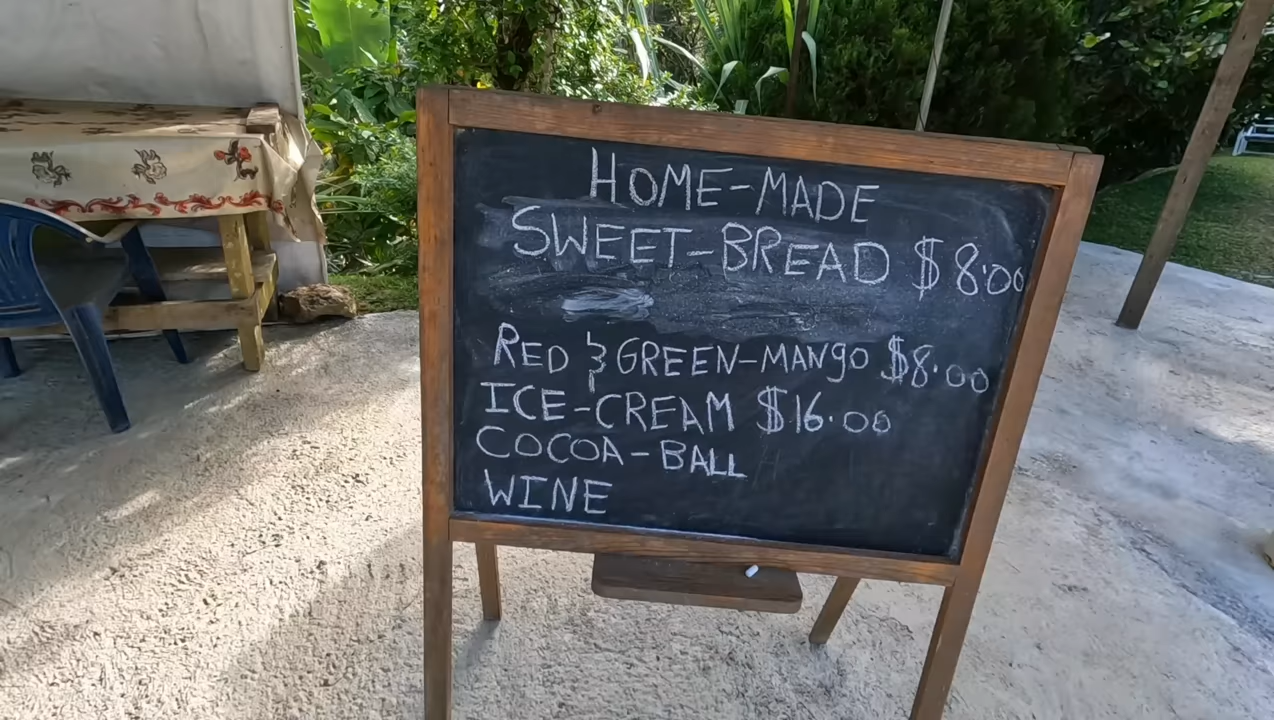 HOME-MADE
SWEET-BREAD $8.00
RED & GREEN-MANgO $8.00
ICE-CREAM $16.00
COCOA-BALL
WINE